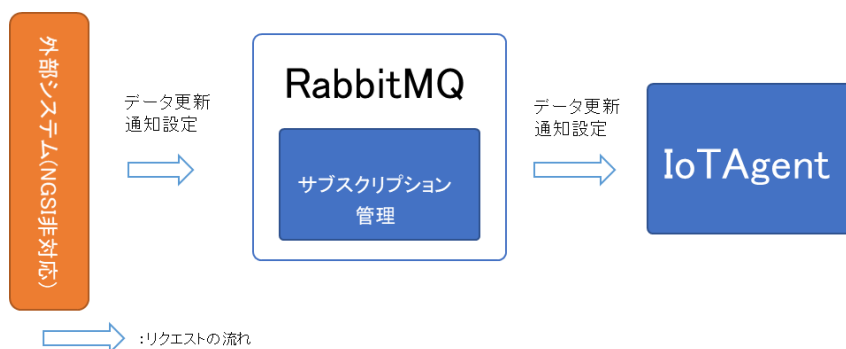 外部システム(NGSI非対応)
データ更新
通知設定
RabbitMQ
サブスクリプション
管理
データ更新
通知設定
IoTAgent
:リクエストの流れ